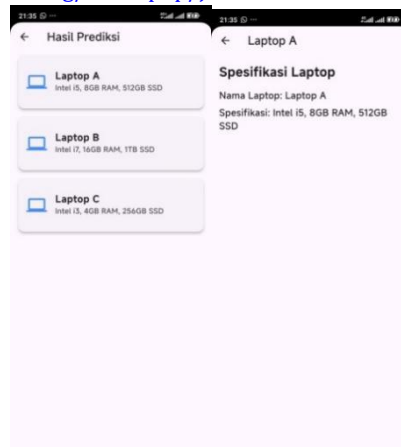 21:35
← Hasil Prediksi
Laptop A
Intel i5, 8GB RAM, 512GB SSD
Laptop B
Intel i7, 16GB RAM, 1TB SSD
Laptop C
Intel i3, 4GB RAM, 256GB SSD
21:35
← Laptop A
Spesifikasi Laptop
Nama Laptop: Laptop A
Spesifikasi: Intel i5, 8GB RAM, 512GB
SSD